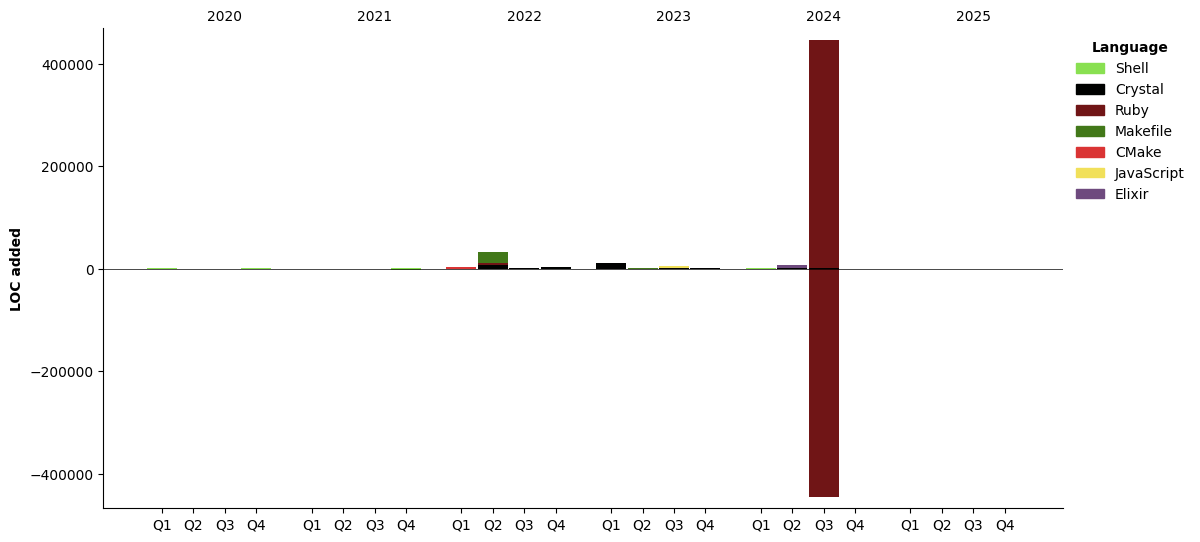 2020 2021 2022 2023 2024 2025
LOC added
400000
200000
0
−200000
−400000
Q1 Q2 Q3 Q4 Q1 Q2 Q3 Q4 Q1 Q2 Q3 Q4 Q1 Q2 Q3 Q4 Q1 Q2 Q3 Q4 Q1 Q2 Q3 Q4
Language
Shell
Crystal
Ruby
Makefile
CMake
JavaScript
Elixir